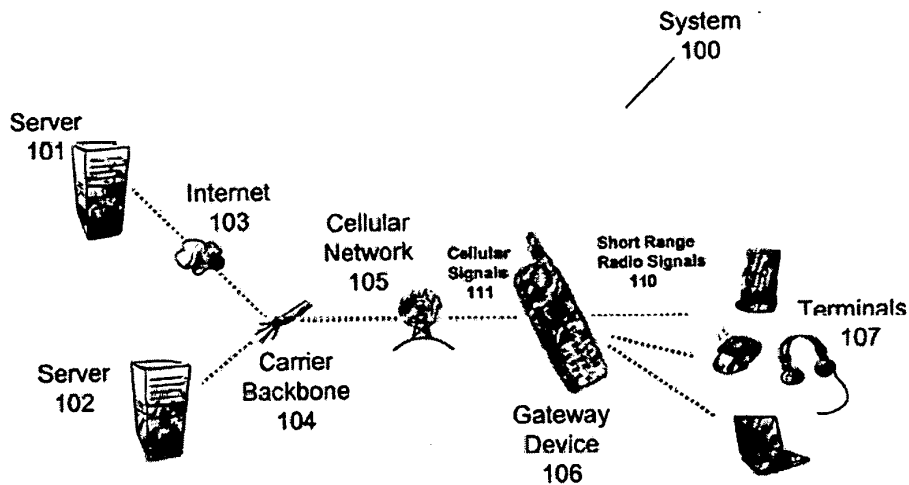 System
100
Server
101
Internet
103
Cellular
Network
105
Cellular
Signals
111
Short Range
Radio Signals
110
Terminals
107
Server
102
Carrier
Backbone
104
Gateway
Device
106